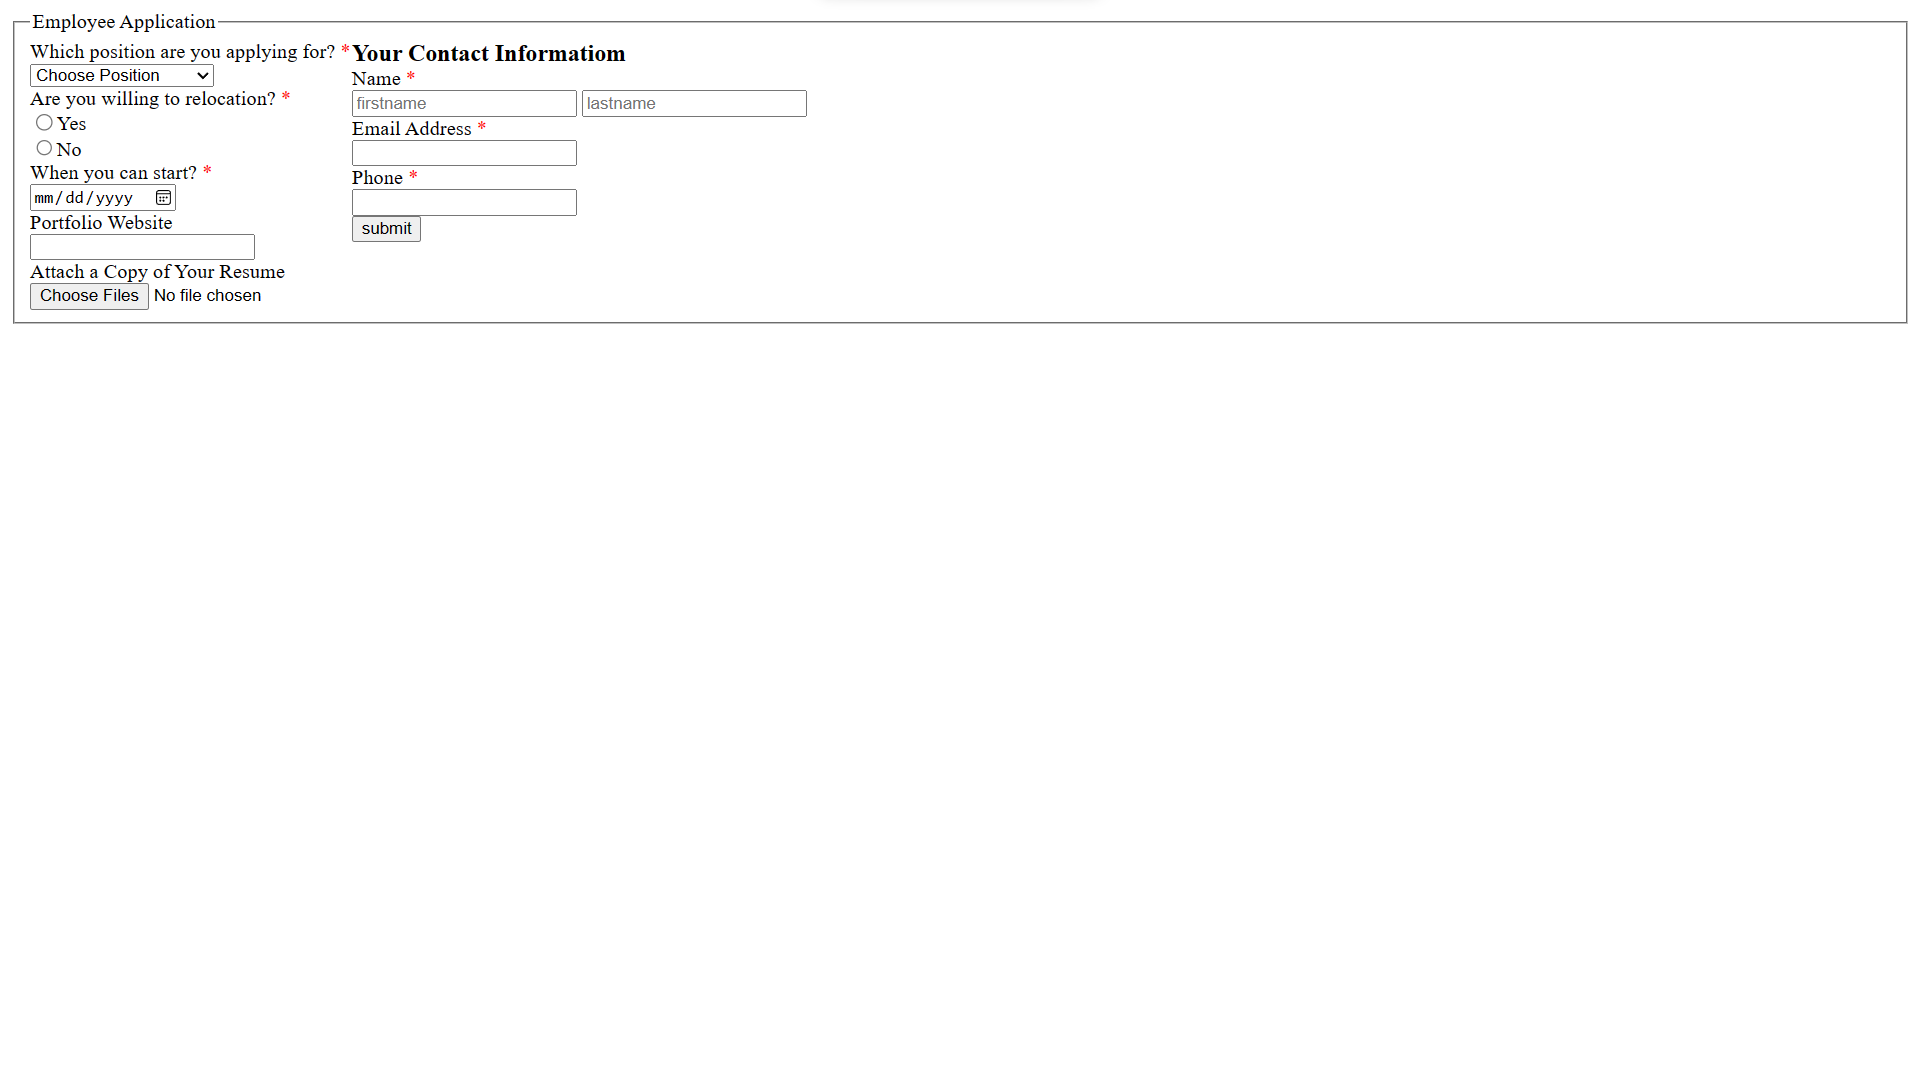 Employee Application
Which position are you applying for? *
Choose Position
Are you willing to relocation? *
Yes
No
When you can start? *
mm/dd/yyyy
Portfolio Website
Attach a Copy of Your Resume
Choose Files No file chosen
Your Contact Informatiom
Name *
firstname lastname
Email Address *
Phone *
submit